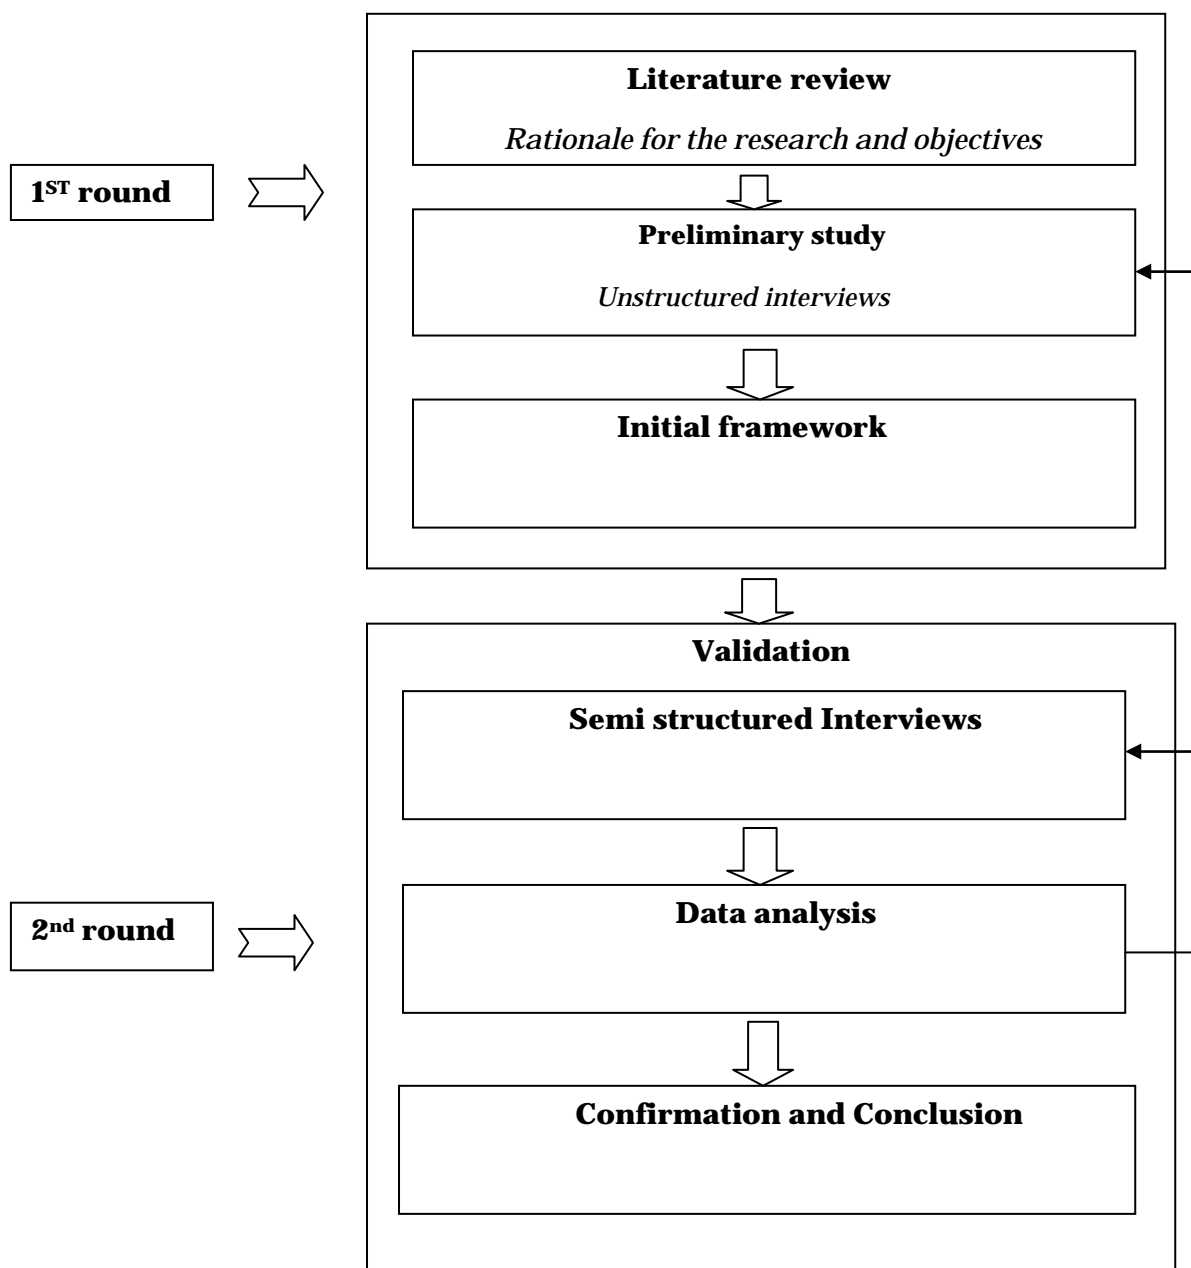 Literature review
Rationale for the research and objectives
1ST round
Preliminary study
Unstructured interviews
Initial framework
Validation
Semi structured Interviews
2nd round
Data analysis
Confirmation and Conclusion